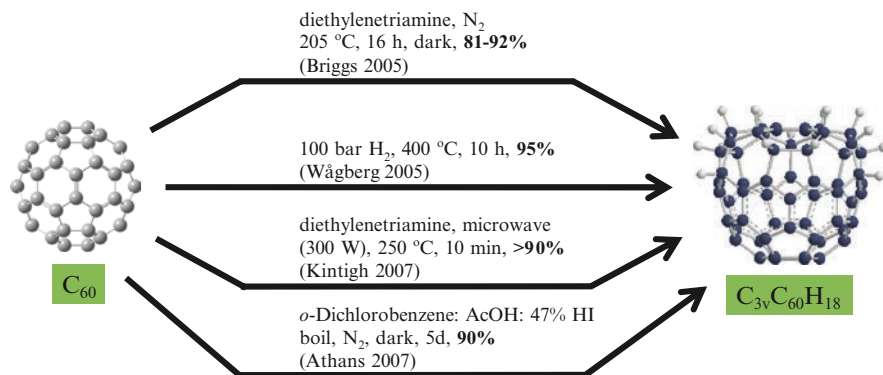 diethylenetriamine, N₂
205 °C, 16 h, dark, 81-92%
(Briggs 2005)
100 bar H₂, 400 °C, 10 h, 95%
(Wågberg 2005)
diethylenetriamine, microwave
(300 W), 250 °C, 10 min, >90%
(Kintigh 2007)
C₆₀
C₃ᵥC₆₀H₁₈
o-Dichlorobenzene: AcOH: 47% HI
boil, N₂, dark, 5d, 90%
(Athans 2007)